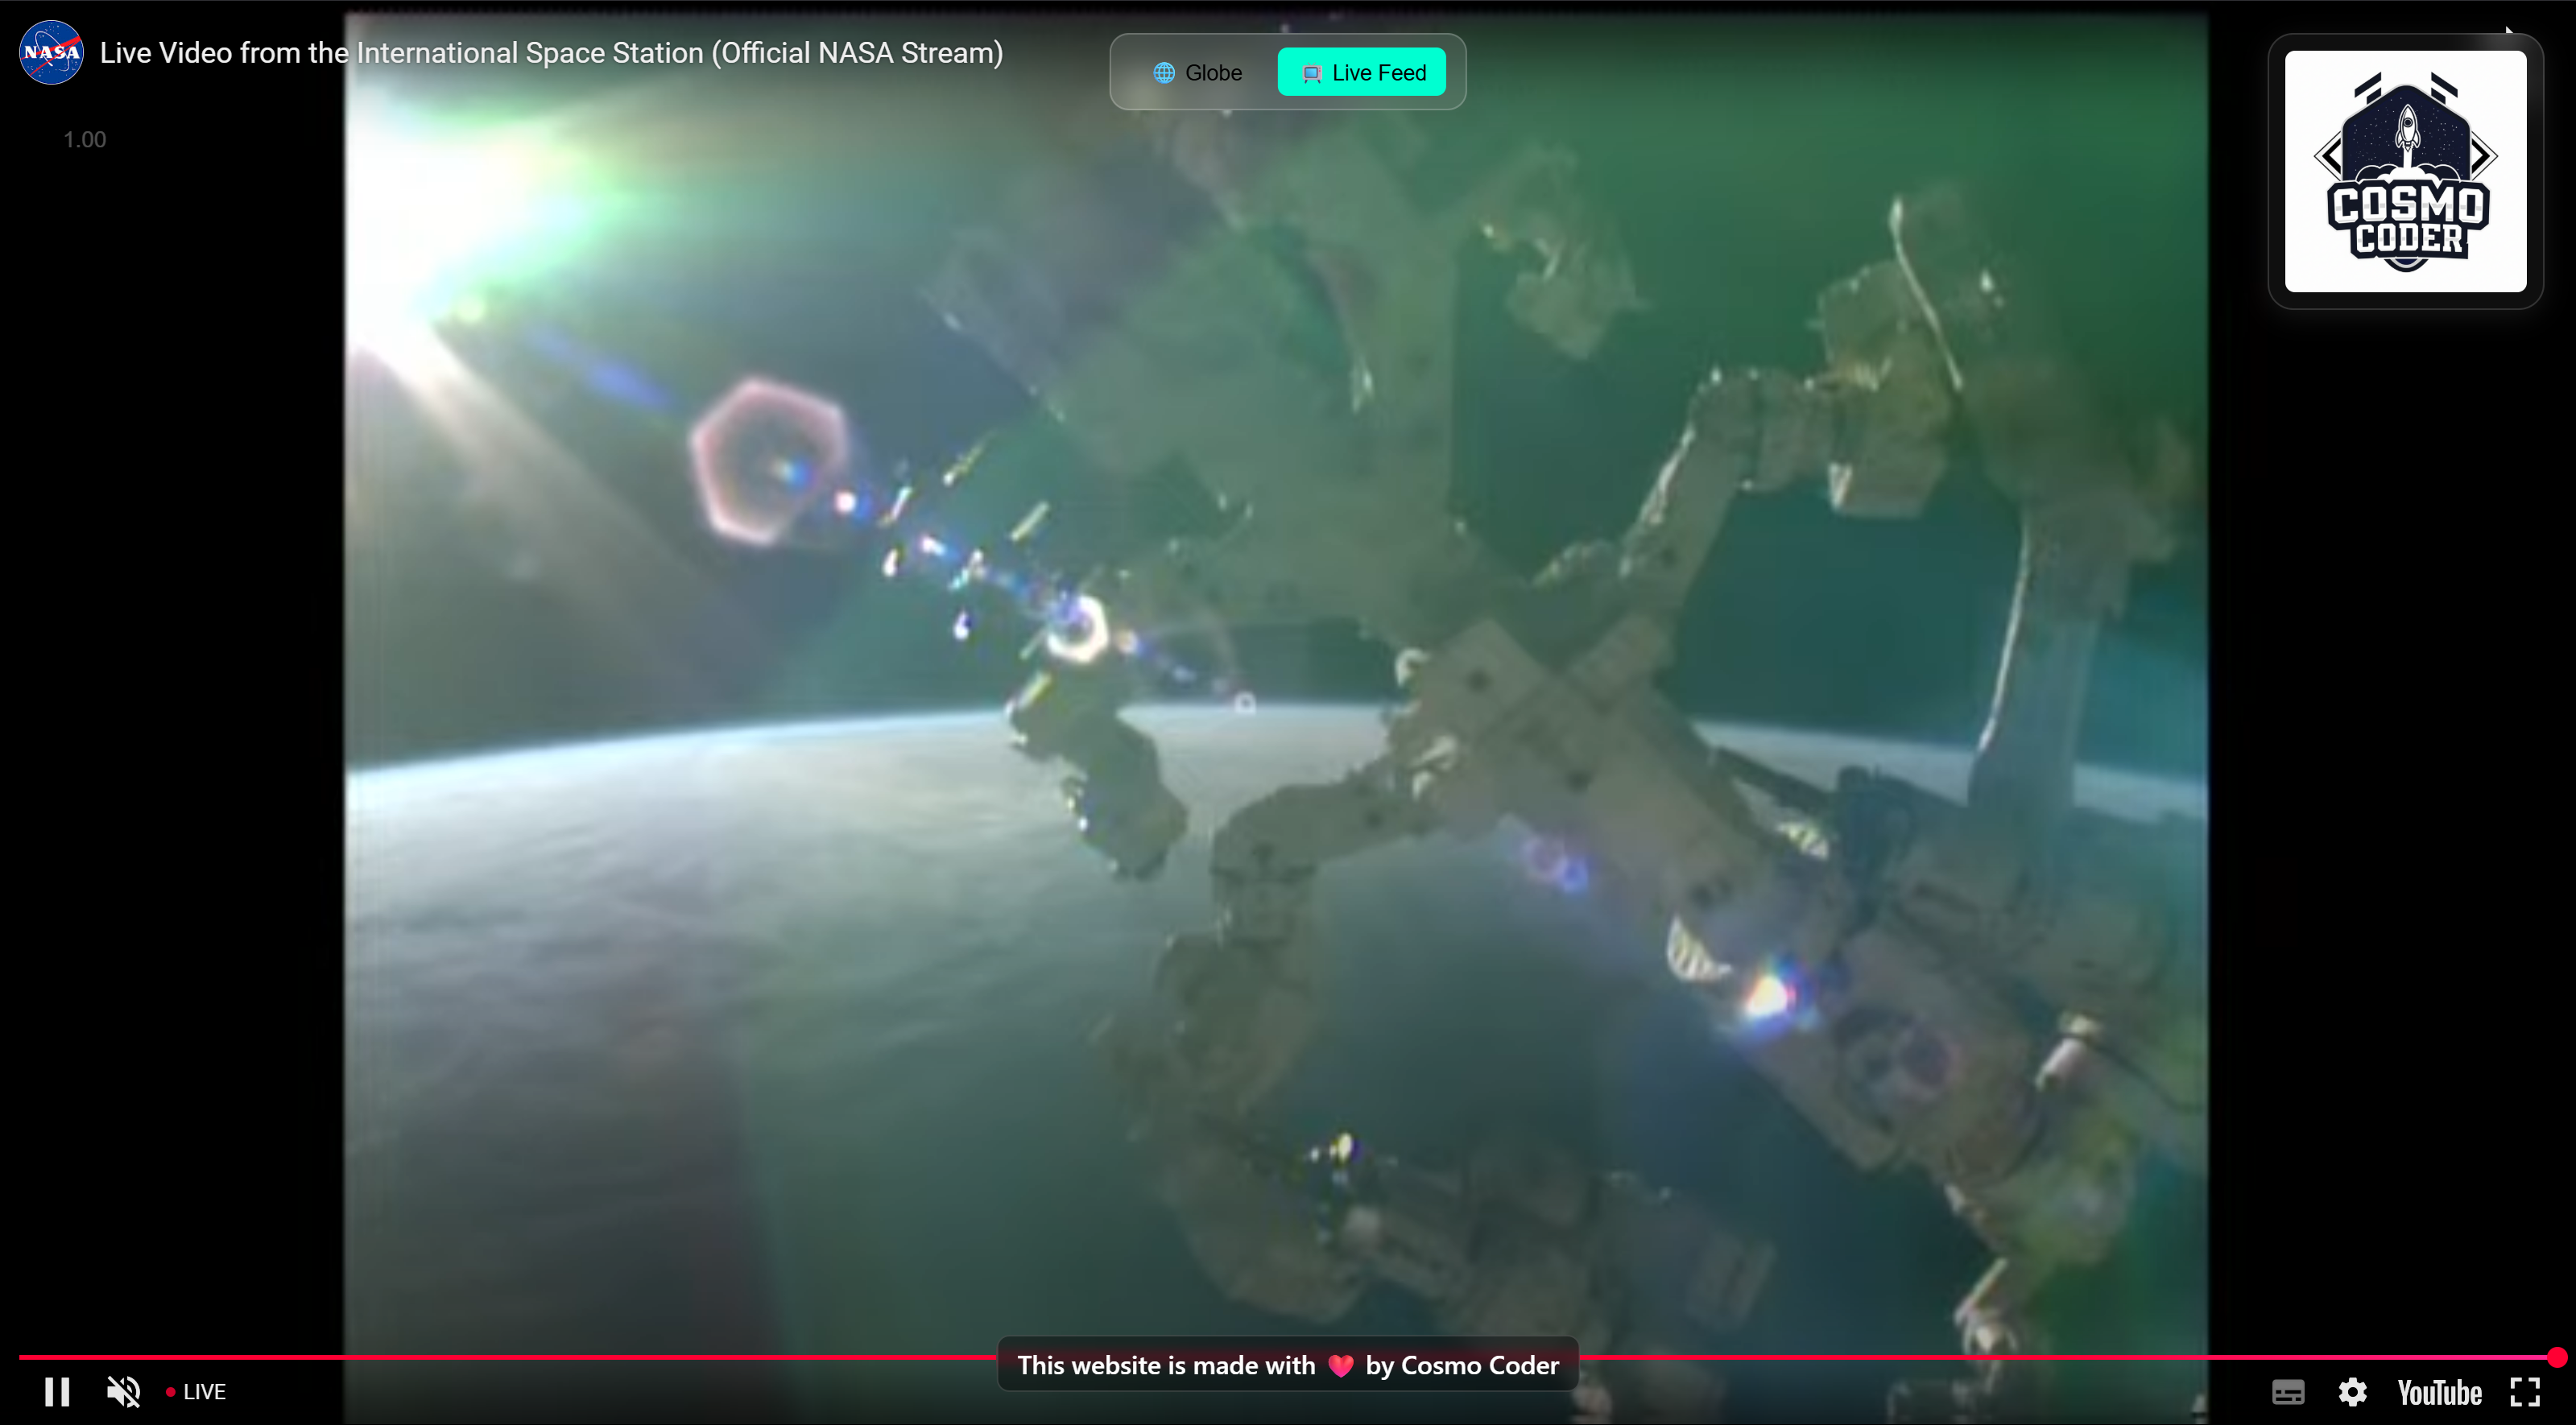 NASA
Live Video from the International Space Station (Official NASA Stream)
Globe
Live Feed
1.00
COSMO
CODER
This website is made with ❤️ by Cosmo Coder
LIVE
YouTube